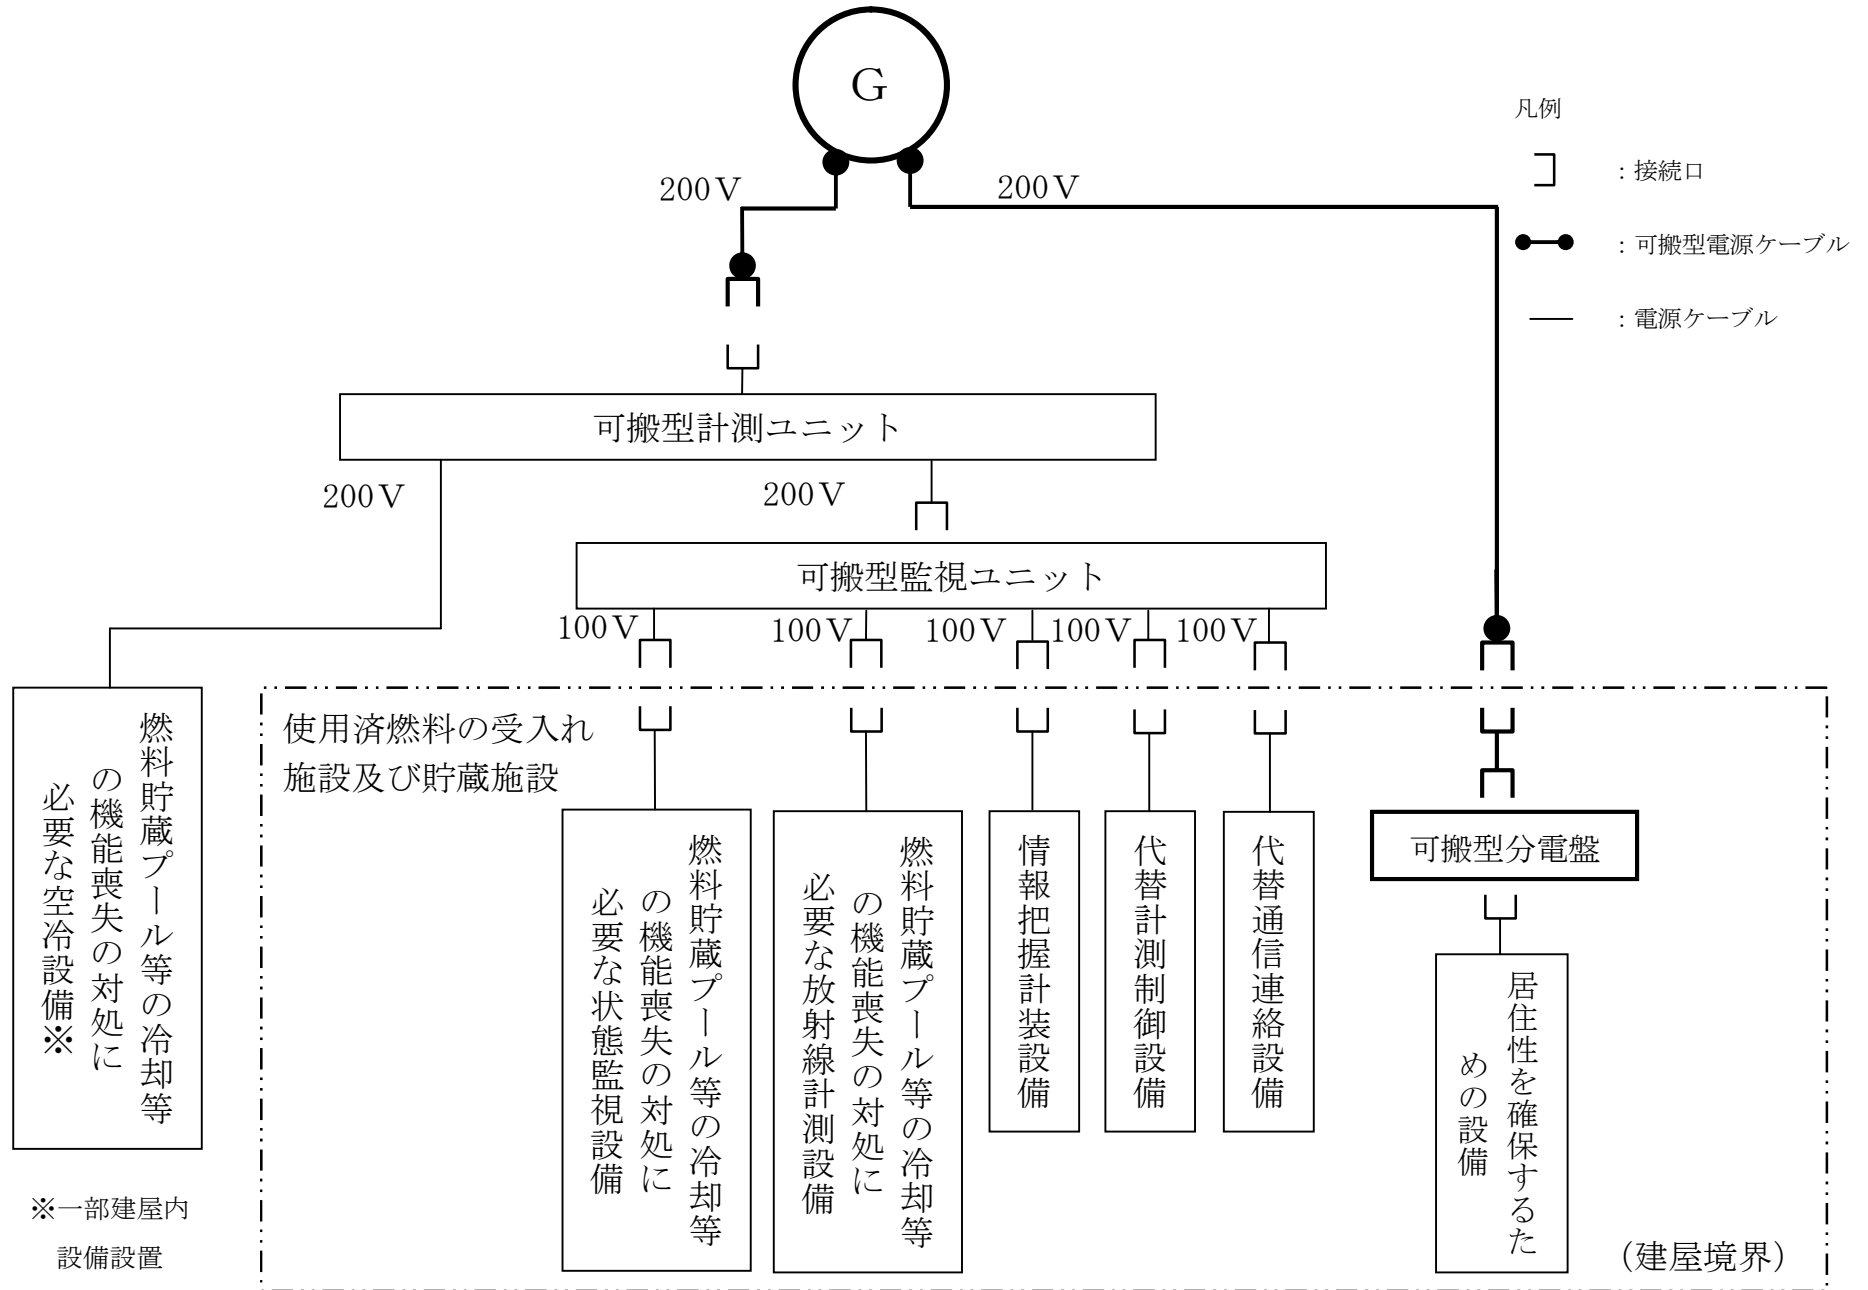 G
200V
200V
凡例
：接続口
：可搬型電源ケーブル
：電源ケーブル
可搬型計測ユニット
200V
200V
可搬型監視ユニット
100V
100V
100V
100V
100V
使用済燃料の受入れ
施設及び貯蔵施設
燃料貯蔵プール等の冷却等
の機能喪失の対処に
必要な空冷設備※
燃料貯蔵プール等の冷却等
の機能喪失の対処に
必要な状態監視設備
燃料貯蔵プール等の冷却等
の機能喪失の対処に
必要な放射線計測設備
情報把握計装設備
代替計測制御設備
代替通信連絡設備
可搬型分電盤
居住性を確保するた
めの設備
※一部建屋内
設備設置
（建屋境界）